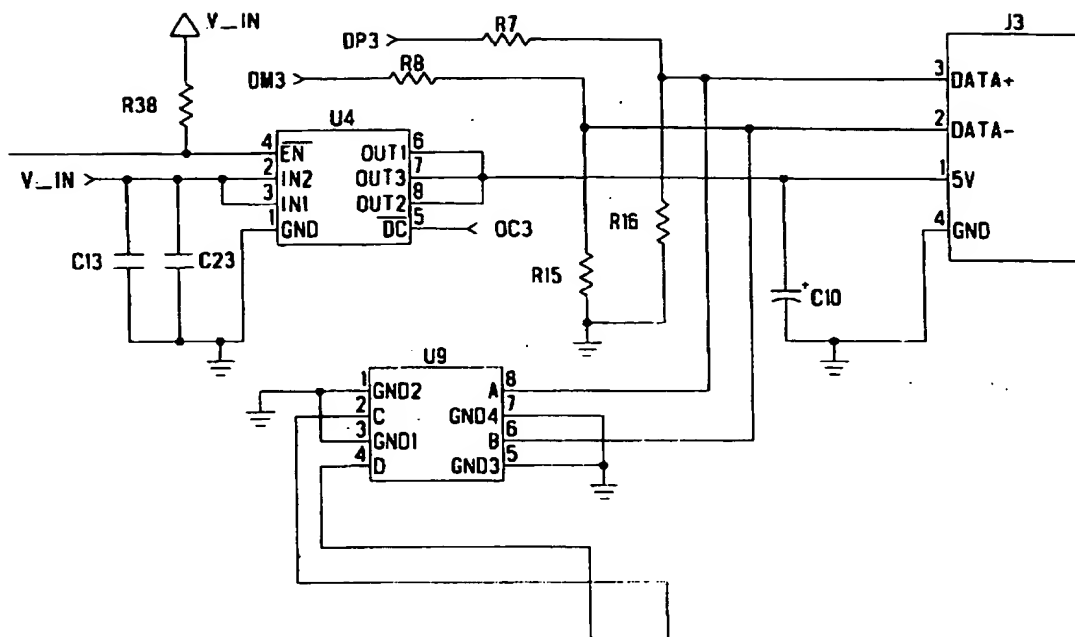 V_IN
R7
J3
DP3
R8
DM3
R38
U4
3 DATA+
2 DATA-
1 5V
4 GND
4 EN OUT1 6
V_IN 2 IN2 OUT3 7
3 IN1 OUT2 8
1 GND DC 5 OC3
R16
C13 C23
R15
C10
U9
1 GND2 A 8
2 C GND4 7
3 GND1 B 6
4 D GND3 5